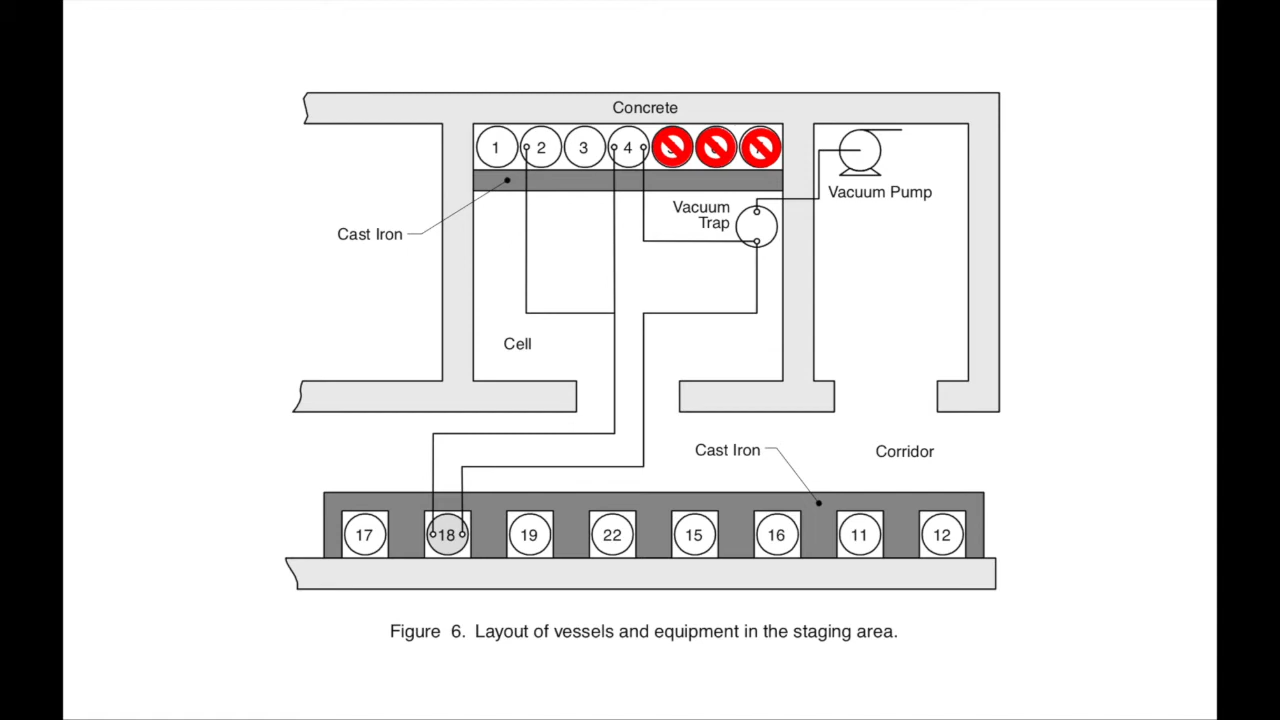 Concrete
1 2 3 4
Vacuum Pump
Vacuum
Trap
Cast Iron
Cell
Cast Iron
Corridor
17 18 19 22 15 16 11 12
Figure 6. Layout of vessels and equipment in the staging area.